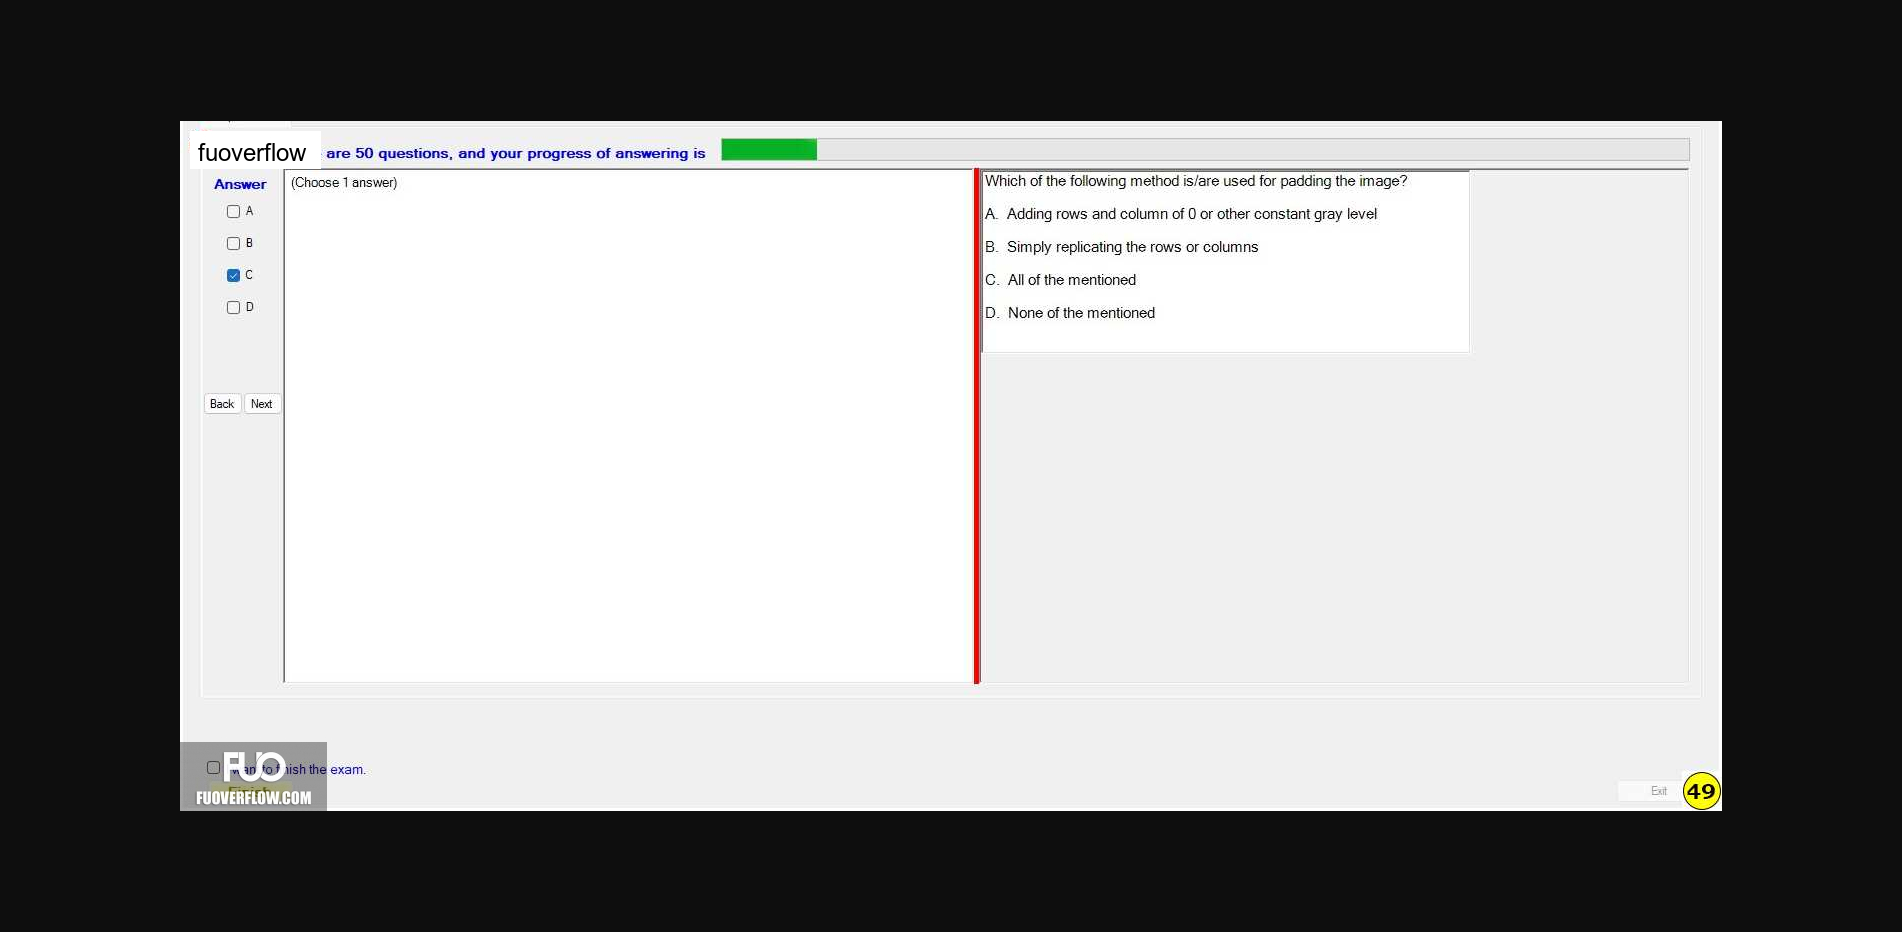 fuoverflow are 50 questions, and your progress of answering is
Answer
(Choose 1 answer)
A
B
C
D
Back Next
Which of the following method is/are used for padding the image?
A. Adding rows and column of 0 or other constant gray level
B. Simply replicating the rows or columns
C. All of the mentioned
D. None of the mentioned
FUO
want to finish the exam.
Finish
FUOVERFLOW.COM
Exit
49